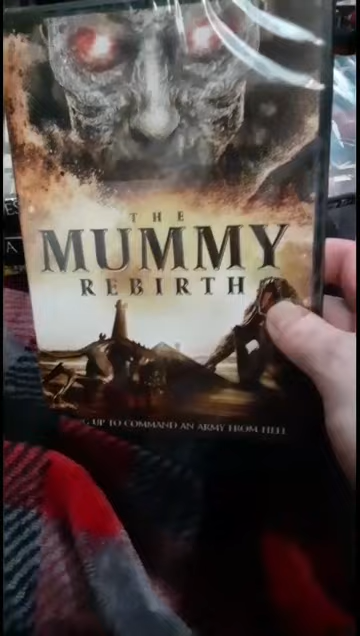 THE
MUMMY
REBIRTH
UP TO COMMAND AN ARMY FROM HELL